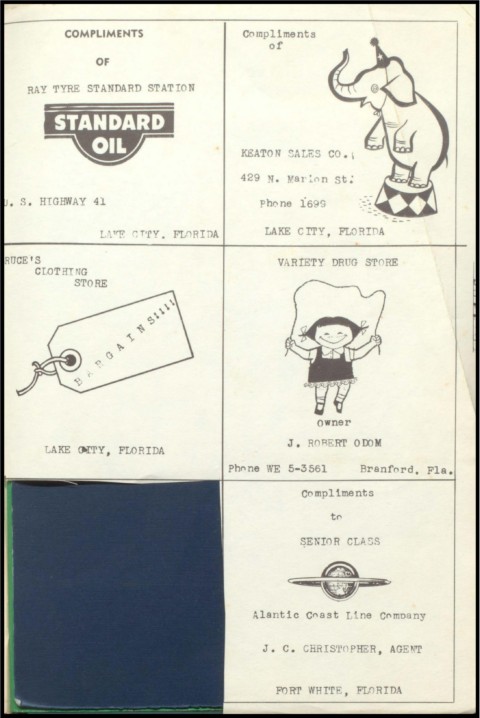 COMPLIMENTS
OF
RAY TYRE STANDARD STATION
STANDARD
OIL
U. S. HIGHWAY 41
LAKE CITY, FLORIDA
Compliments
of
KEATON SALES CO.,
429 N. Marion St.
Phone 1699
LAKE CITY, FLORIDA
RUCE'S
CLOTHING
STORE
BARGAINS!!!!
LAKE CITY, FLORIDA
VARIETY DRUG STORE
Owner
J. ROBERT ODOM
Phone WE 5-3561 Branford, Fla.
Compliments
to
SENIOR CLASS
Alantic Coast Line Company
J. C. CHRISTOPHER, AGENT
FORT WHITE, FLORIDA